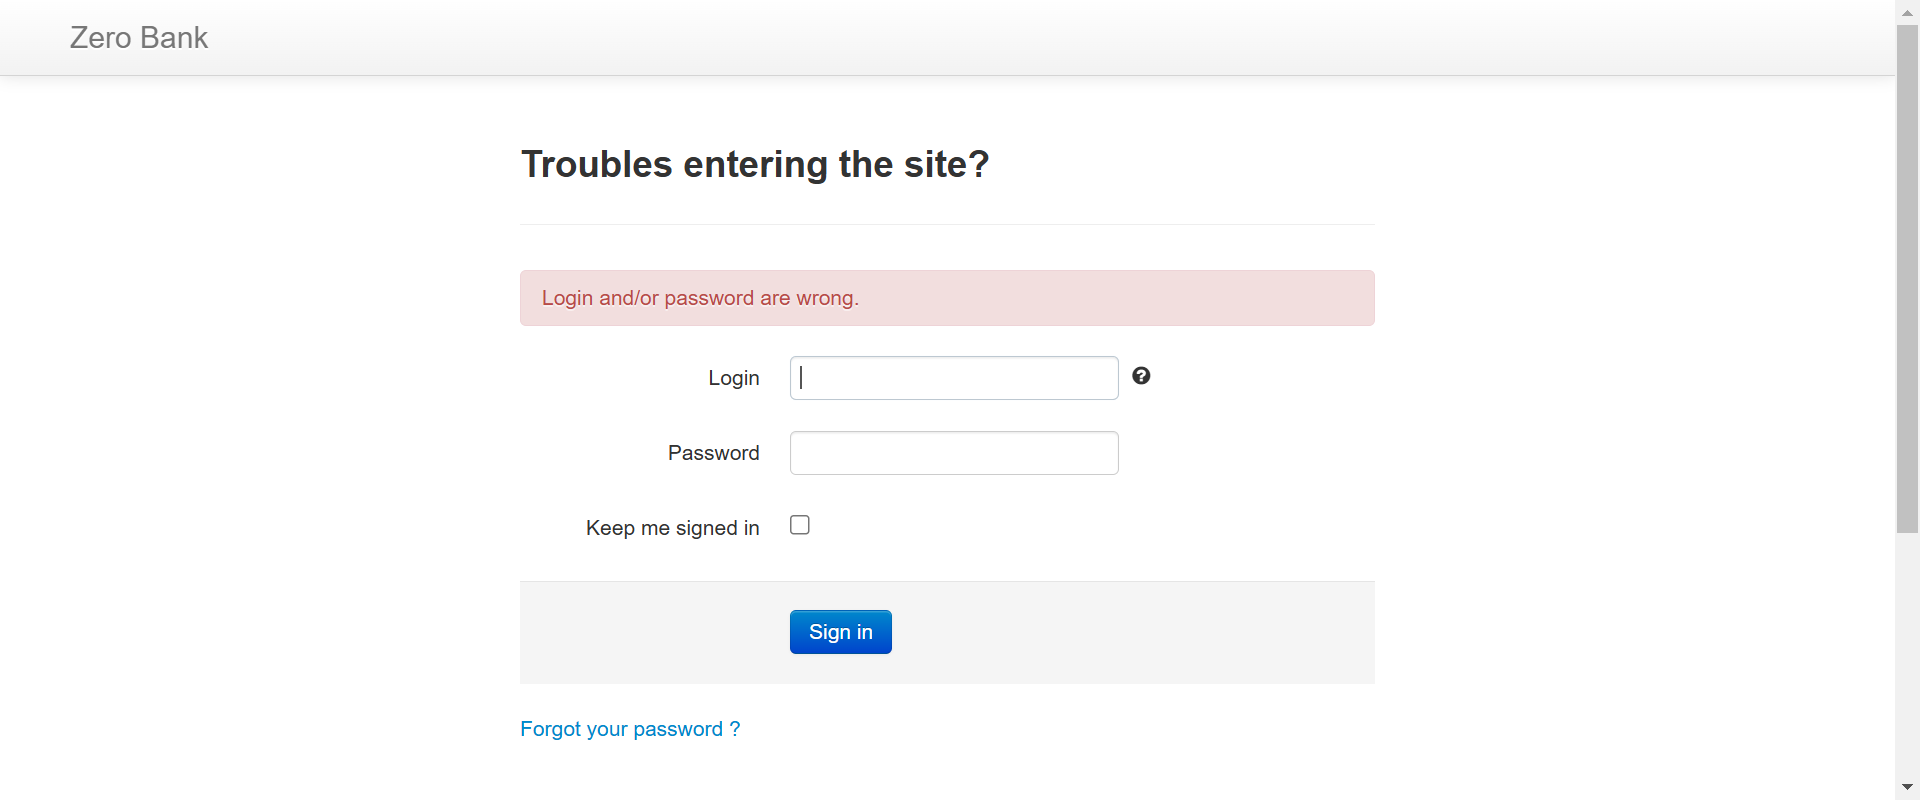 Zero Bank
Troubles entering the site?
Login and/or password are wrong.
Login
Password
Keep me signed in
Sign in
Forgot your password ?